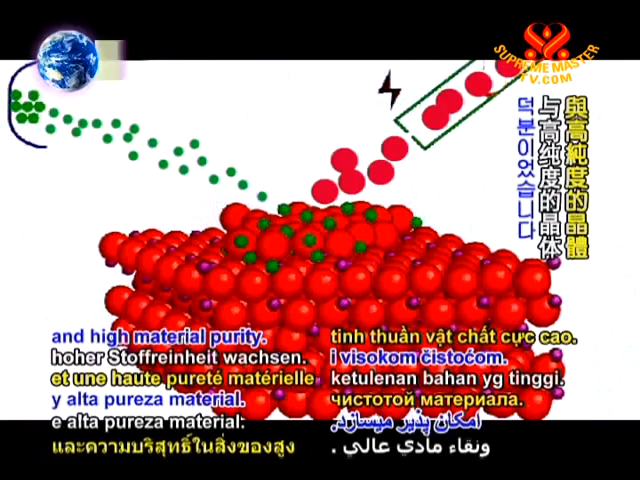 SUPREME MASTER
TV.COM
與高純度的晶體
与高纯度的晶体
덕분이었습니다
and high material purity.
hoher Stoffreinheit wachsen.
et une haute pureté matérielle
y alta pureza material.
e alta pureza material:
และความบริสุทธิ์ในสิ่งของสูง
tinh thuần vật chất cực cao.
i visokom čistoćom.
ketulenan bahan yg tinggi.
чистотой материала.
امکان پذیر میسازد.
ونقاء مادي عالي .